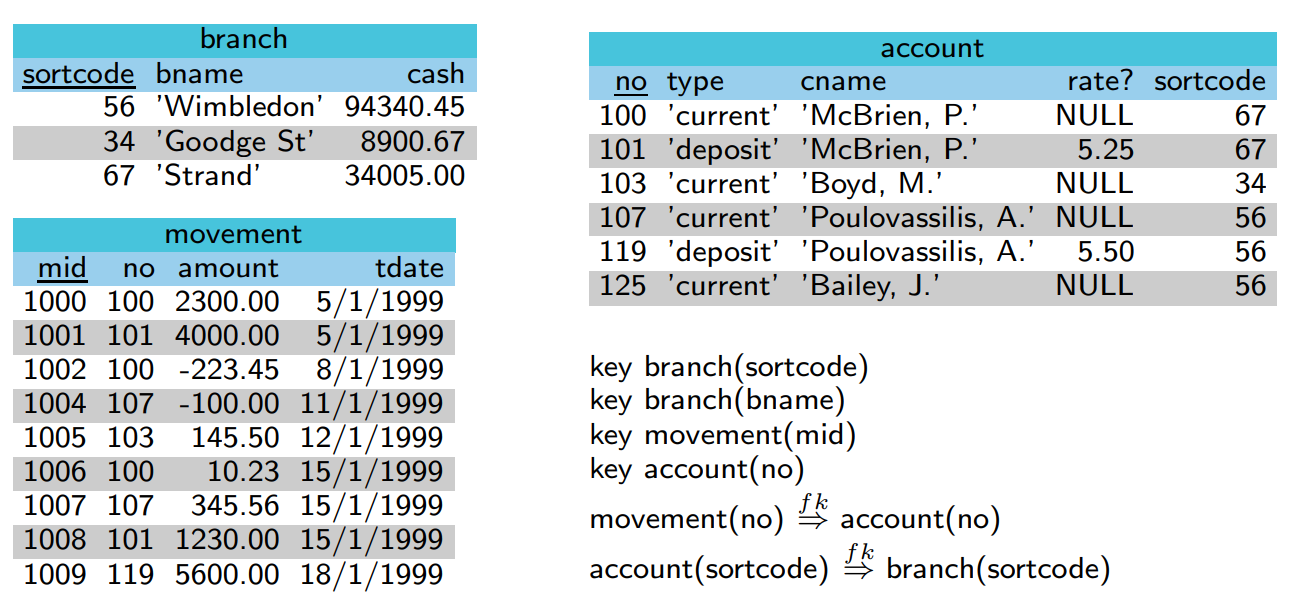 branch
sortcode bname cash
56 'Wimbledon' 94340.45
34 'Goodge St' 8900.67
67 'Strand' 34005.00
movement
mid no amount tdate
1000 100 2300.00 5/1/1999
1001 101 4000.00 5/1/1999
1002 100 -223.45 8/1/1999
1004 107 -100.00 11/1/1999
1005 103 145.50 12/1/1999
1006 100 10.23 15/1/1999
1007 107 345.56 15/1/1999
1008 101 1230.00 15/1/1999
1009 119 5600.00 18/1/1999
account
no type cname rate? sortcode
100 'current' 'McBrien, P.' NULL 67
101 'deposit' 'McBrien, P.' 5.25 67
103 'current' 'Boyd, M.' NULL 34
107 'current' 'Poulovassilis, A.' NULL 56
119 'deposit' 'Poulovassilis, A.' 5.50 56
125 'current' 'Bailey, J.' NULL 56
key branch(sortcode)
key branch(bname)
key movement(mid)
key account(no)
movement(no) fk ⇒ account(no)
account(sortcode) fk ⇒ branch(sortcode)